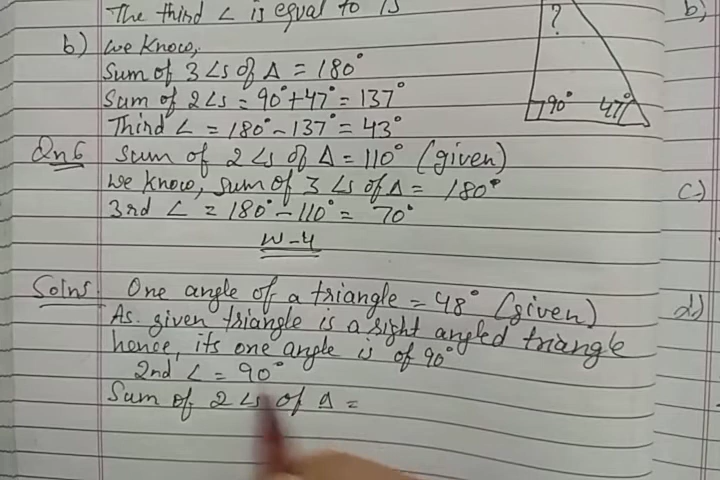 The third ∠ is equal to 15
b) We know,
Sum of 3 ∠s of Δ = 180°
Sum of 2 ∠s = 90° + 47° = 137°
Third ∠ = 180° - 137° = 43°
?
90° 47°
Qn6 Sum of 2 ∠s of Δ = 110° (given)
We know, sum of 3 ∠s of Δ = 180°
3rd ∠ = 180° - 110° = 70°
W-4
Solns. One angle of a triangle = 48° (given)
As given triangle is a right angled triangle
hence, its one angle is of 90°
2nd ∠ = 90°
Sum of 2 ∠s of Δ =
b)
c)
d)